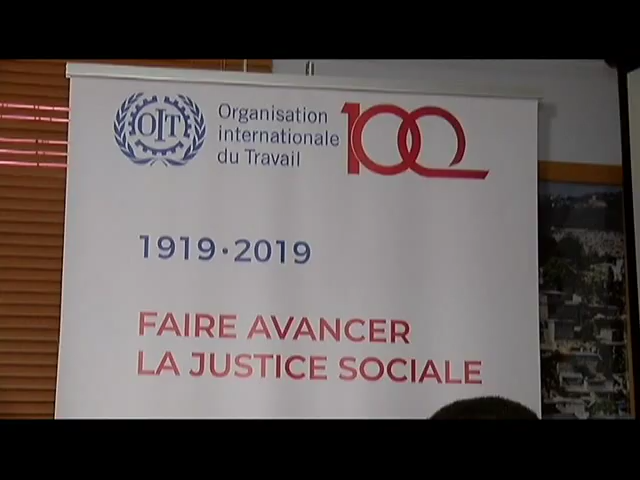 OIT
Organisation
internationale
du Travail
100
1919 • 2019
FAIRE AVANCER
LA JUSTICE SOCIALE